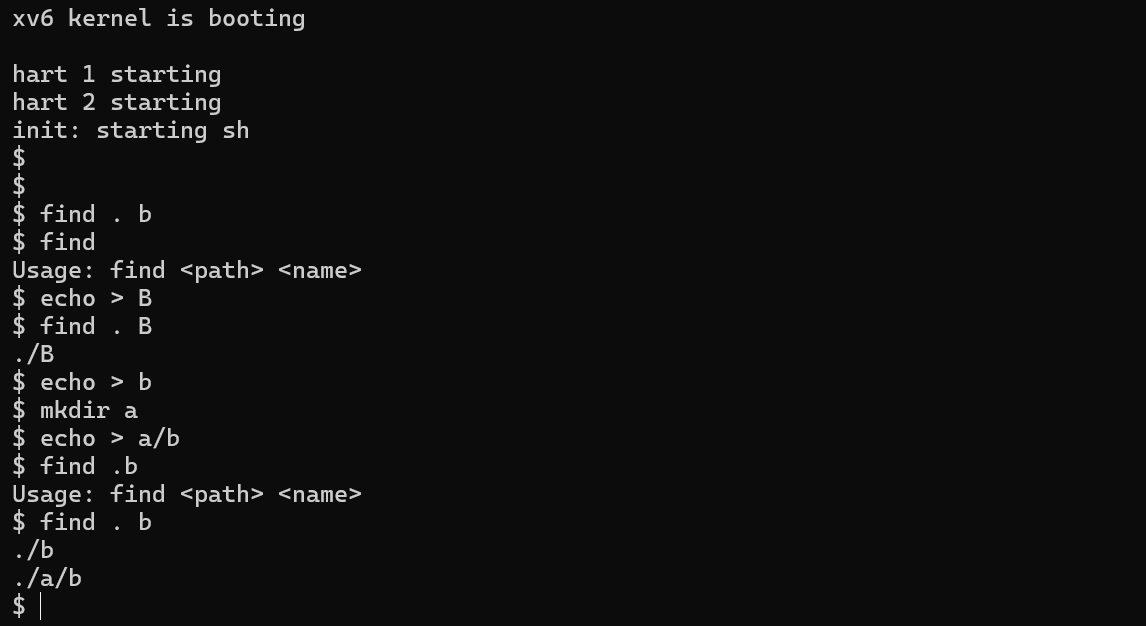 xv6 kernel is booting
hart 1 starting
hart 2 starting
init: starting sh
$
$
$ find . b
$ find
Usage: find <path> <name>
$ echo > B
$ find . B
./B
$ echo > b
$ mkdir a
$ echo > a/b
$ find .b
Usage: find <path> <name>
$ find . b
./b
./a/b
$